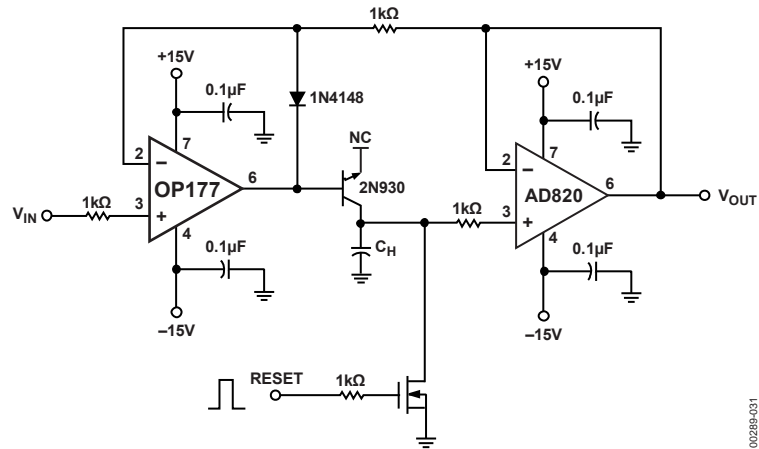 1kΩ
+15V
0.1µF
1N4148
+15V
0.1µF
7
2
−
OP177
6
NC
2N930
7
2
−
AD820
6
VOUT
VIN
1kΩ
3
+
4
0.1µF
CH
1kΩ
3
+
4
0.1µF
–15V
–15V
RESET
1kΩ
00289-031